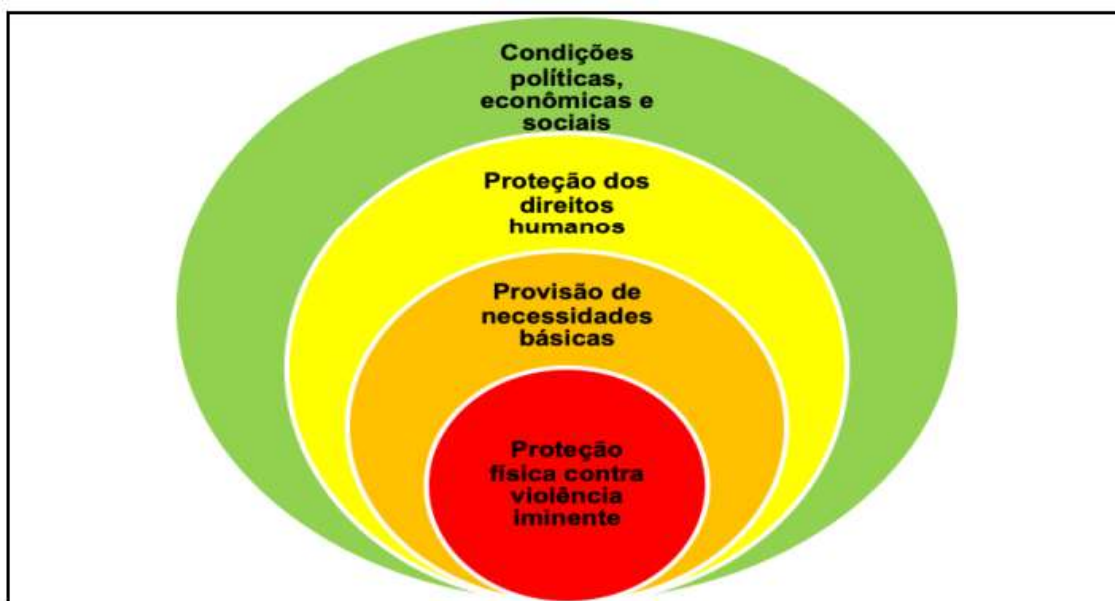 Condições
políticas,
econômicas e
sociais
Proteção dos
direitos
humanos
Provisão de
necessidades
básicas
Proteção
física contra
violência
iminente